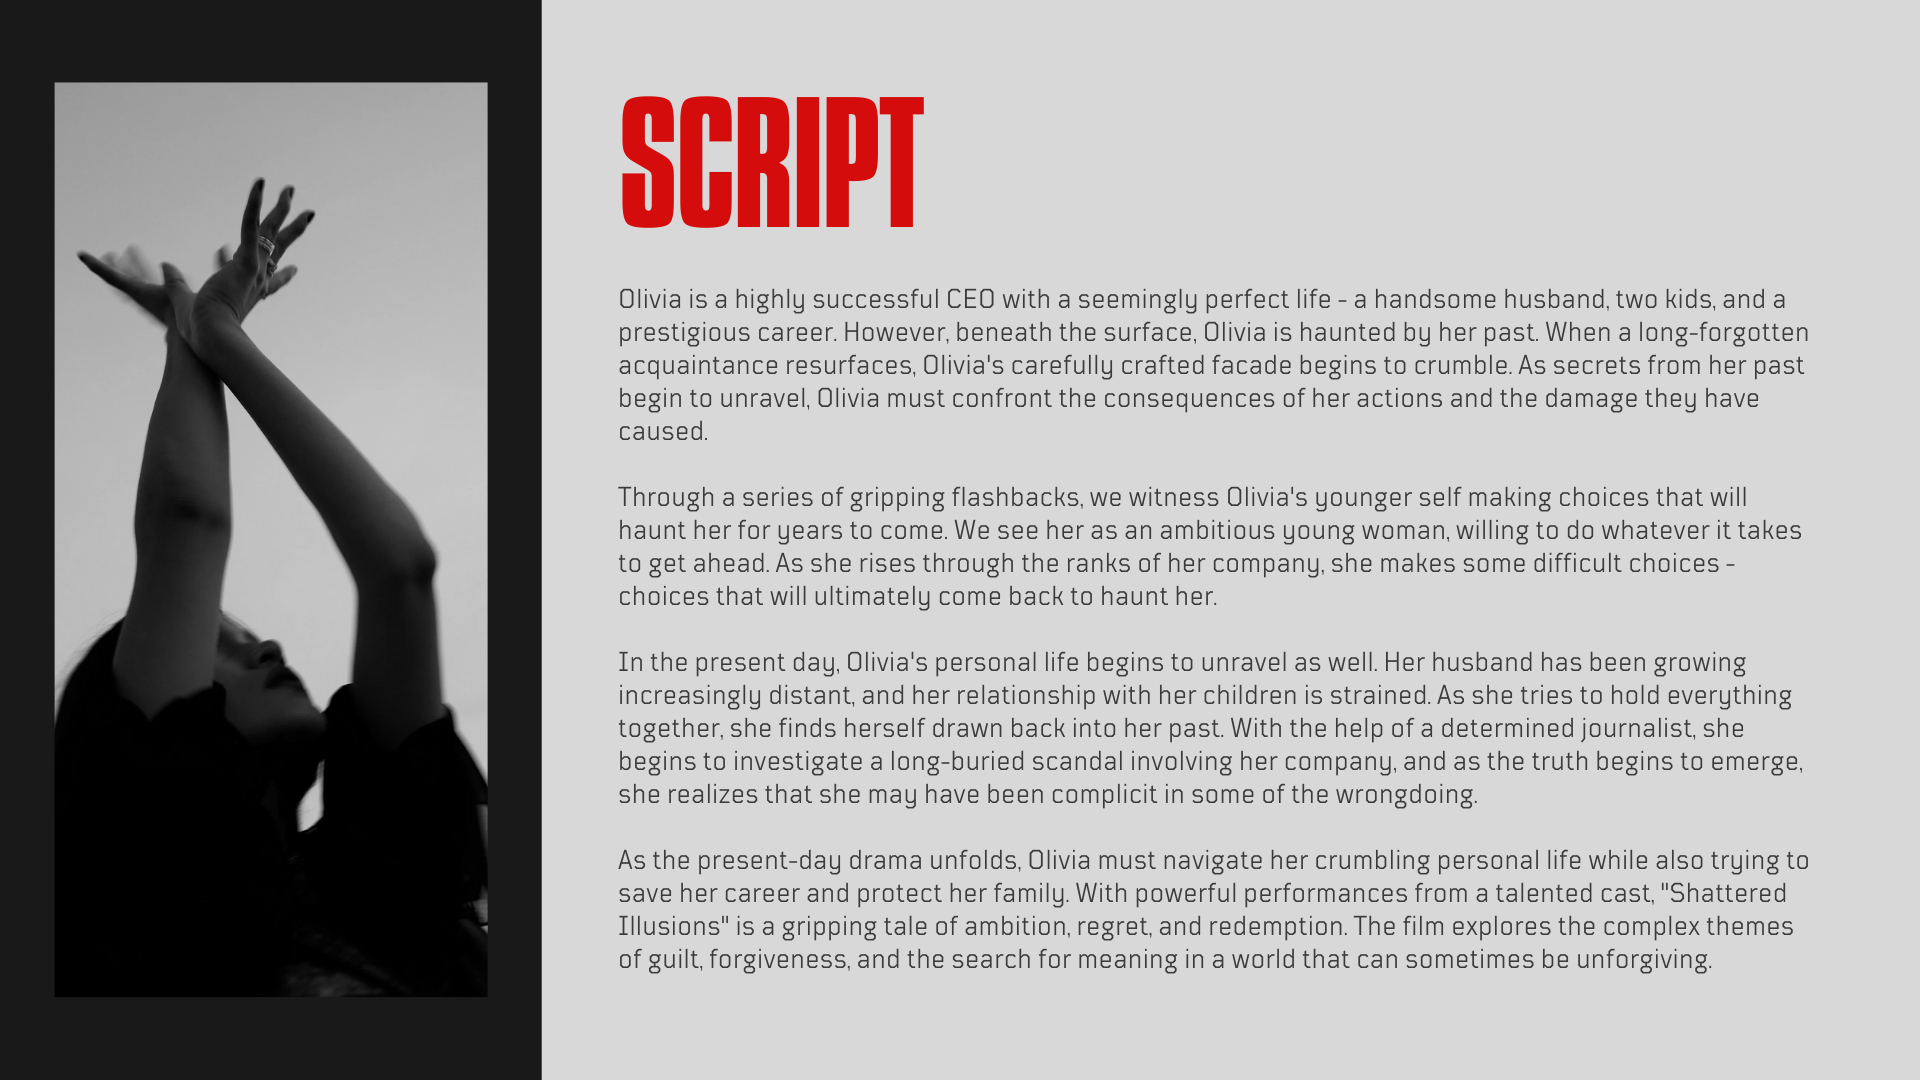 SCRIPT
Olivia is a highly successful CEO with a seemingly perfect life - a handsome husband, two kids, and a
prestigious career. However, beneath the surface, Olivia is haunted by her past. When a long-forgotten
acquaintance resurfaces, Olivia's carefully crafted facade begins to crumble. As secrets from her past
begin to unravel, Olivia must confront the consequences of her actions and the damage they have
caused.
Through a series of gripping flashbacks, we witness Olivia's younger self making choices that will
haunt her for years to come. We see her as an ambitious young woman, willing to do whatever it takes
to get ahead. As she rises through the ranks of her company, she makes some difficult choices -
choices that will ultimately come back to haunt her.
In the present day, Olivia's personal life begins to unravel as well. Her husband has been growing
increasingly distant, and her relationship with her children is strained. As she tries to hold everything
together, she finds herself drawn back into her past. With the help of a determined journalist, she
begins to investigate a long-buried scandal involving her company, and as the truth begins to emerge,
she realizes that she may have been complicit in some of the wrongdoing.
As the present-day drama unfolds, Olivia must navigate her crumbling personal life while also trying to
save her career and protect her family. With powerful performances from a talented cast, "Shattered
Illusions" is a gripping tale of ambition, regret, and redemption. The film explores the complex themes
of guilt, forgiveness, and the search for meaning in a world that can sometimes be unforgiving.